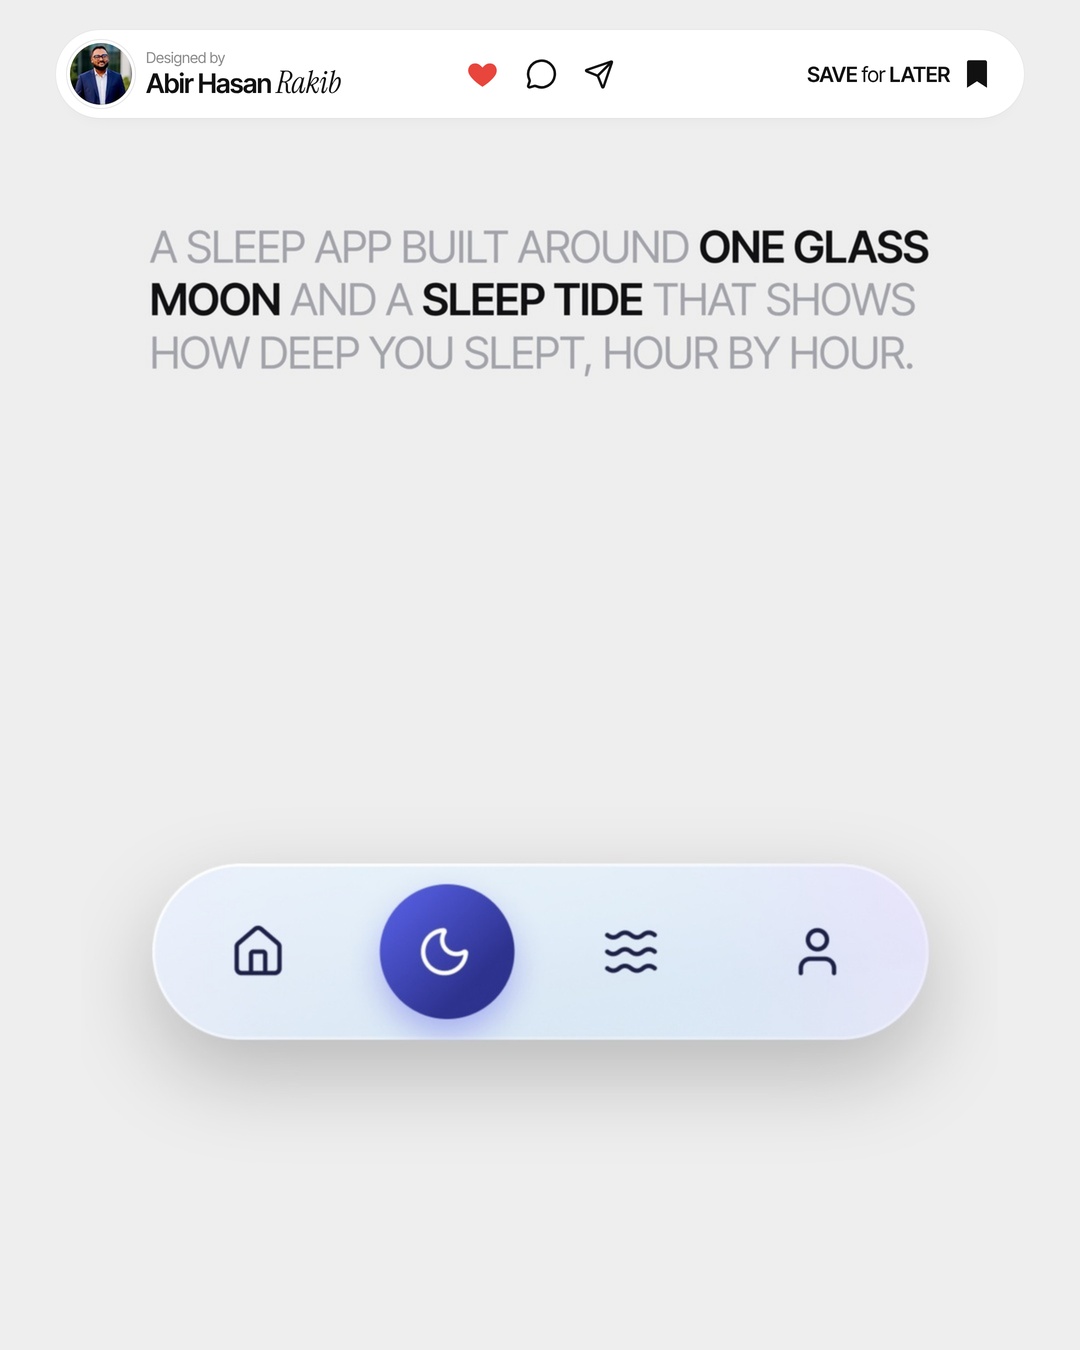 Designed by
Abir Hasan Rakib
SAVE for LATER
A SLEEP APP BUILT AROUND ONE GLASS
MOON AND A SLEEP TIDE THAT SHOWS
HOW DEEP YOU SLEPT, HOUR BY HOUR.